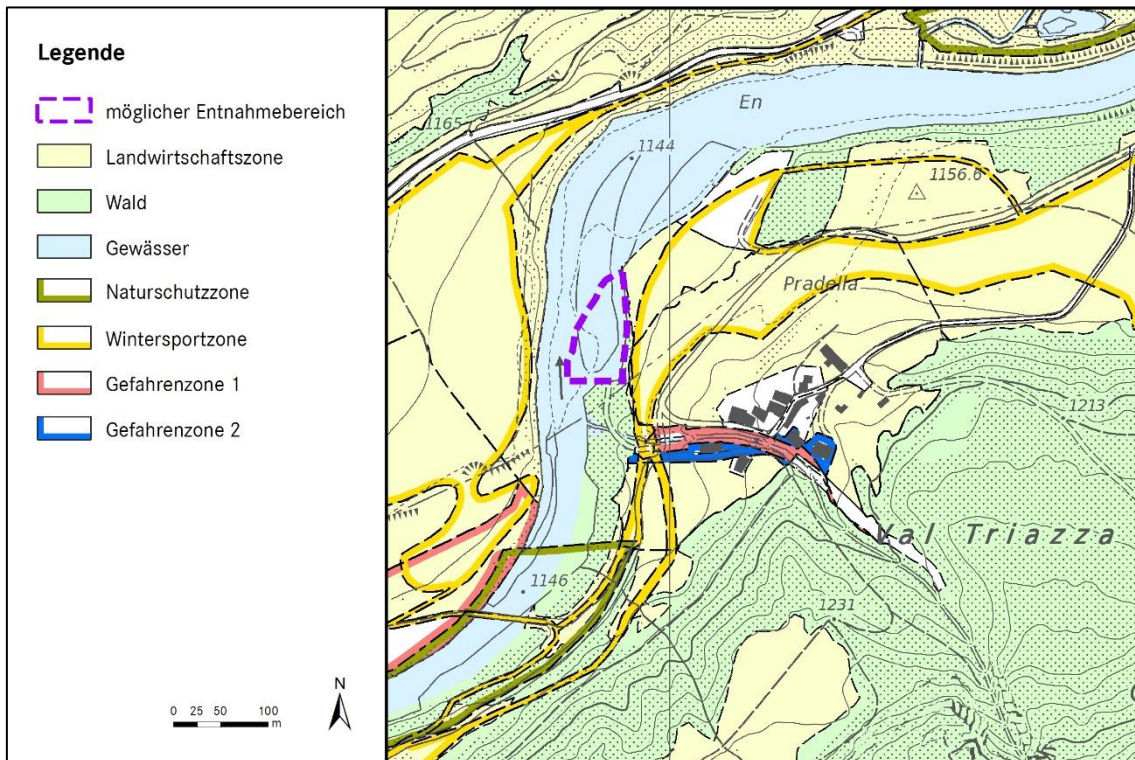 Legende
möglicher Entnahmebereich
Landwirtschaftszone
Wald
Gewässer
Naturschutzzone
Wintersportzone
Gefahrenzone 1
Gefahrenzone 2
0 25 50 100
m
N
En
1165
1144
1156.6
Pradella
1213
Val Triazza
1146
1231